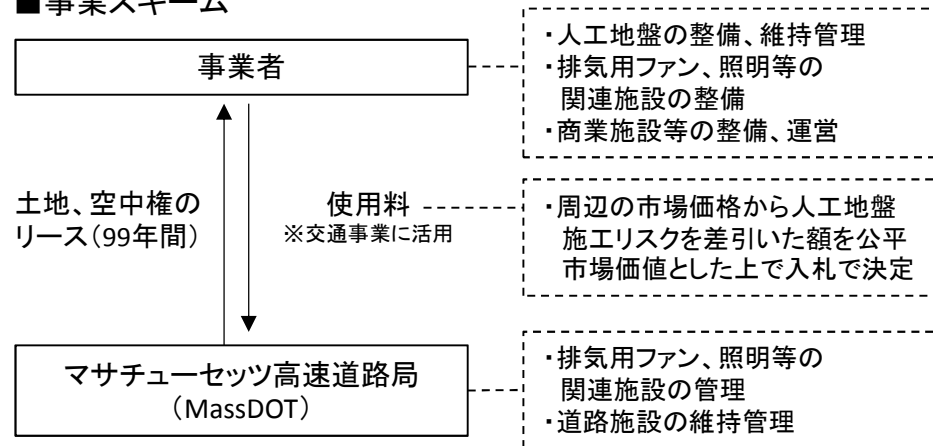 ■事業スキーム
事業者
・人工地盤の整備、維持管理
・排気用ファン、照明等の
関連施設の整備
・商業施設等の整備、運営
土地、空中権の
リース（99年間）
使用料
※交通事業に活用
・周辺の市場価格から人工地盤
施工リスクを差引いた額を公平
市場価値とした上で入札で決定
マサチューセッツ高速道路局
（MassDOT）
・排気用ファン、照明等の
関連施設の管理
・道路施設の維持管理